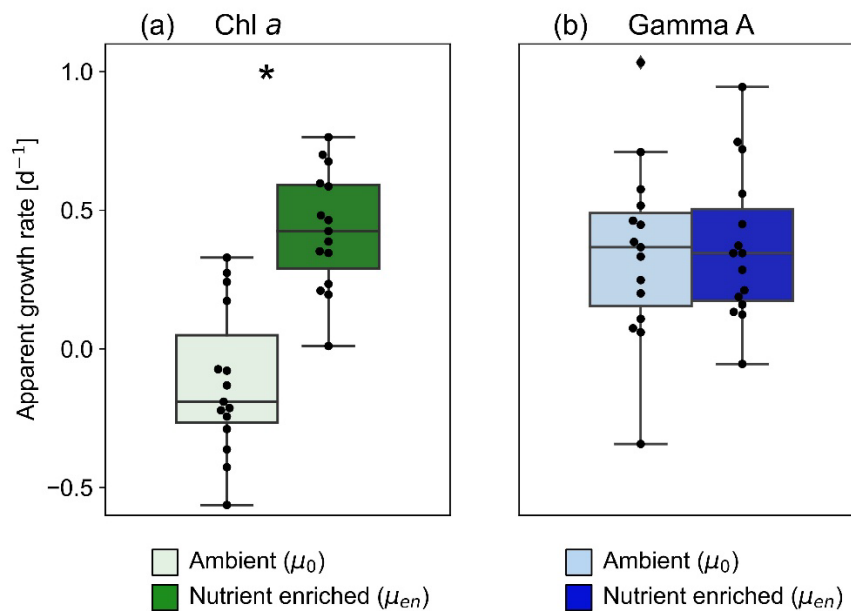 (a) Chl a
(b) Gamma A
*
Apparent growth rate [d⁻¹]
1.0
0.5
0.0
−0.5
Ambient (μ₀)
Nutrient enriched (μₑₙ)
Ambient (μ₀)
Nutrient enriched (μₑₙ)